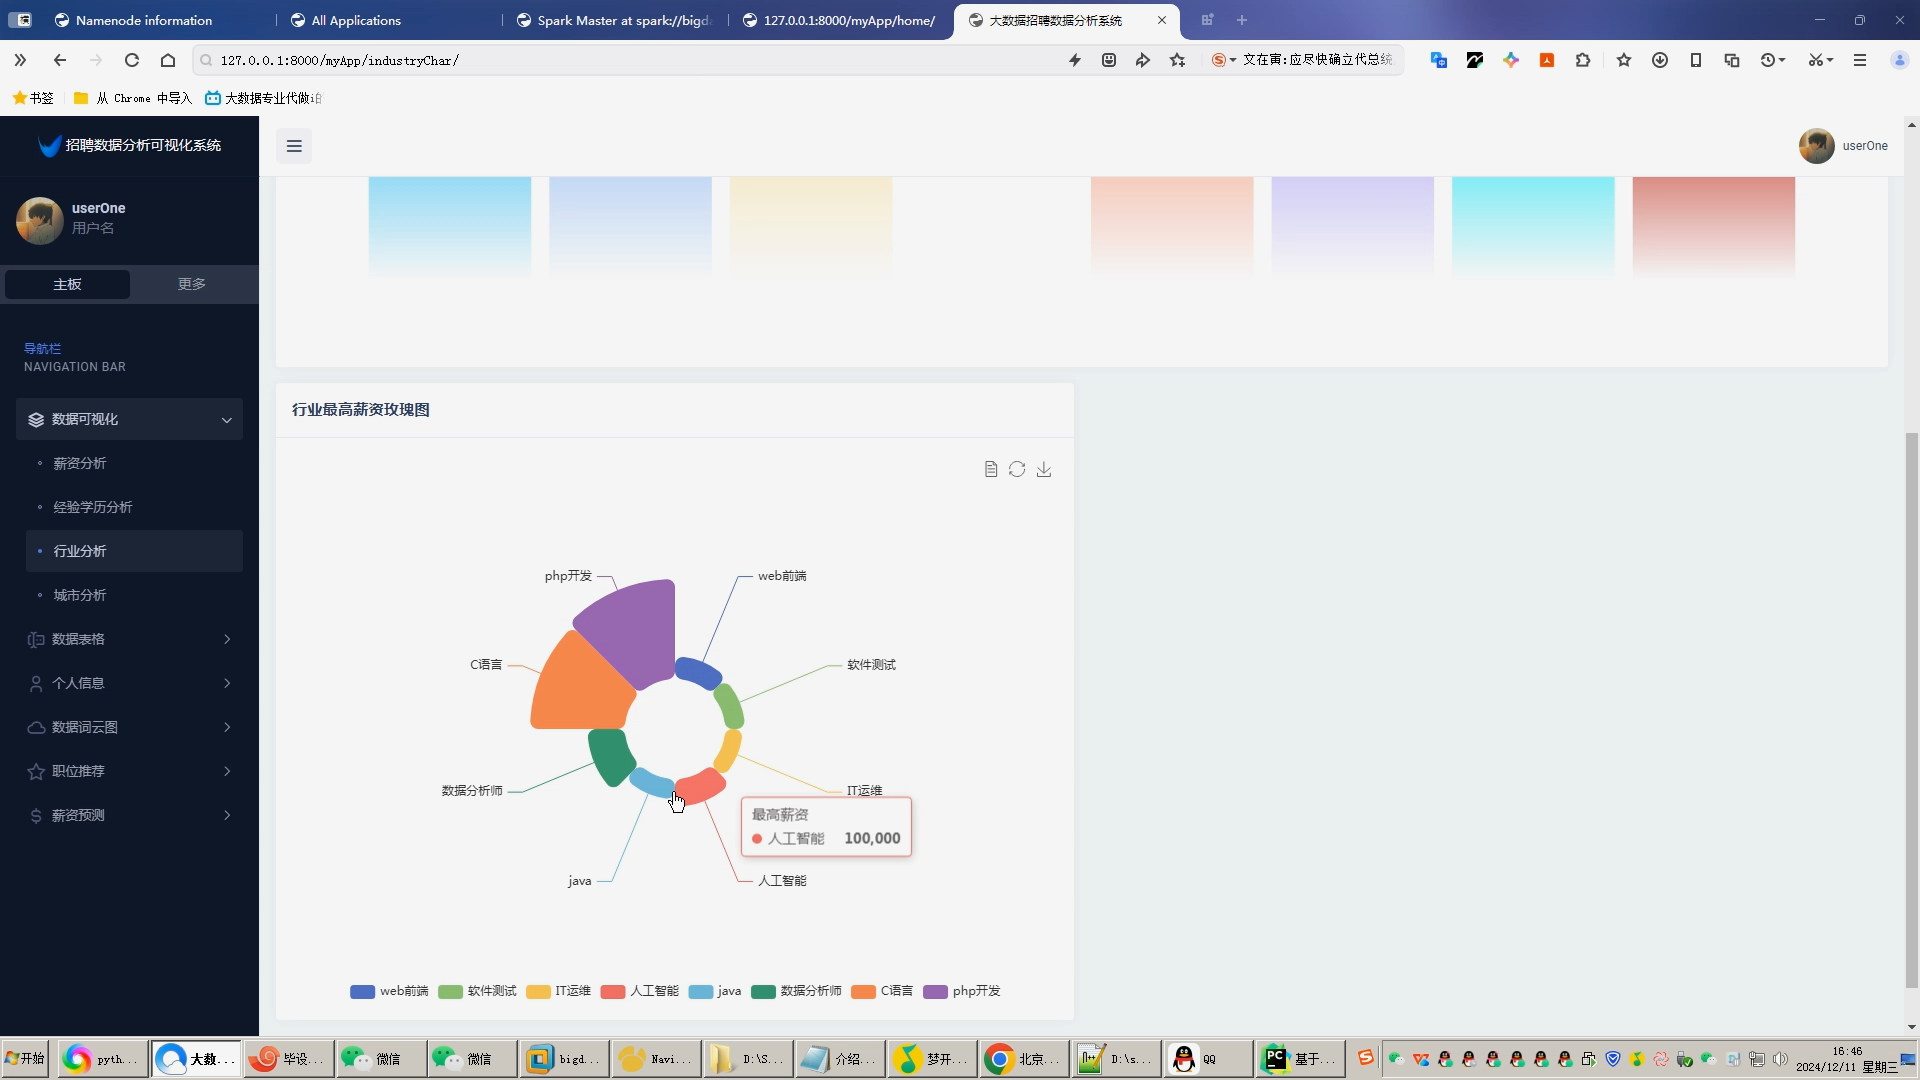 Namenode information
All Applications
Spark Master at spark://bigd
127.0.0.1:8000/myApp/home/
大数据招聘数据分析系统
127.0.0.1:8000/myApp/industryChar/
文在寅:应尽快确立代总统
书签
从 Chrome 中导入
大数据专业代做
招聘数据分析可视化系统
userOne
userOne
用户名
主板
更多
导航栏
NAVIGATION BAR
数据可视化
薪资分析
经验学历分析
行业分析
城市分析
数据表格
个人信息
数据词云图
职位推荐
薪资预测
行业最高薪资玫瑰图
php开发
web前端
C语言
软件测试
数据分析师
IT运维
最高薪资
人工智能 100,000
java
人工智能
web前端 软件测试 IT运维 人工智能 java 数据分析师 C语言 php开发
开始
pyth...
大数...
毕设...
微信
微信
bigd...
Navi...
D:\S...
介绍...
梦开...
北京...
D:\s...
QQ
基于...
16:46
2024/12/11 星期三